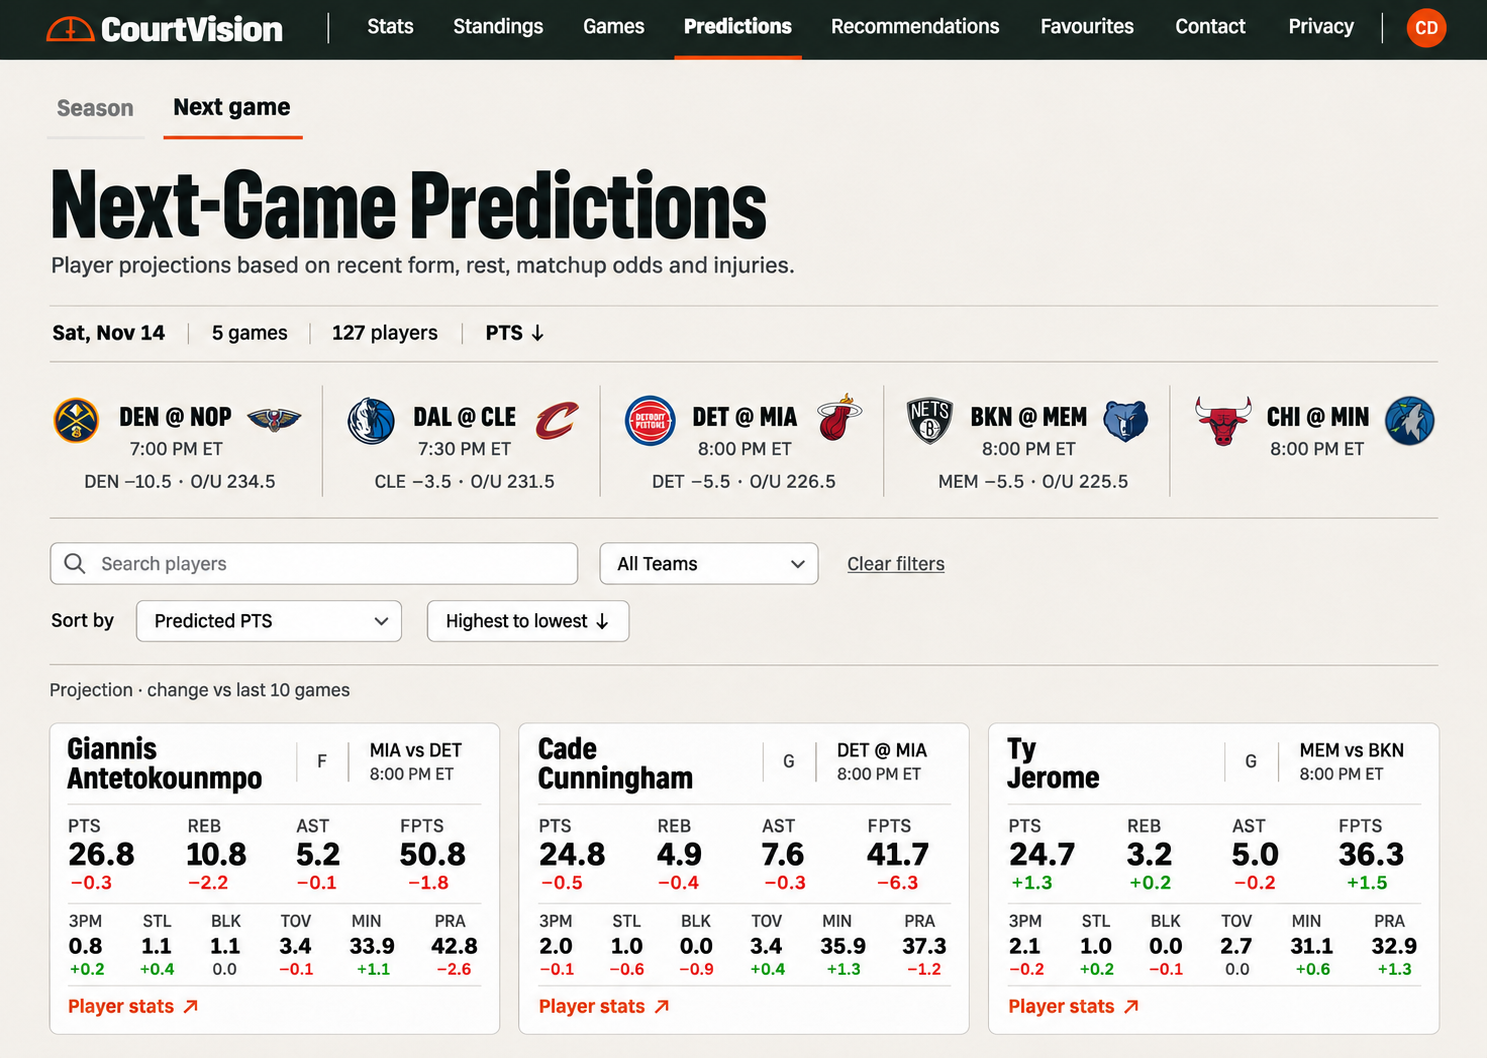 CourtVision Stats Standings Games Predictions Recommendations Favourites Contact Privacy CD
Season Next game
Next-Game Predictions
Player projections based on recent form, rest, matchup odds and injuries.
Sat, Nov 14 5 games 127 players PTS ↓
DEN @ NOP
7:00 PM ET
DEN −10.5 · O/U 234.5
DAL @ CLE
7:30 PM ET
CLE −3.5 · O/U 231.5
DETROIT
PISTONS
DET @ MIA
8:00 PM ET
DET −5.5 · O/U 226.5
NETS
B
BKN @ MEM
8:00 PM ET
MEM −5.5 · O/U 225.5
CHI @ MIN
8:00 PM ET
Search players All Teams Clear filters
Sort by Predicted PTS Highest to lowest ↓
Projection · change vs last 10 games
Giannis
Antetokounmpo
F
MIA vs DET
8:00 PM ET
PTS REB AST FPTS
26.8 10.8 5.2 50.8
−0.3 −2.2 −0.1 −1.8
3PM STL BLK TOV MIN PRA
0.8 1.1 1.1 3.4 33.9 42.8
+0.2 +0.4 0.0 −0.1 +1.1 −2.6
Player stats ↗
Cade
Cunningham
G
DET @ MIA
8:00 PM ET
PTS REB AST FPTS
24.8 4.9 7.6 41.7
−0.5 −0.4 −0.3 −6.3
3PM STL BLK TOV MIN PRA
2.0 1.0 0.0 3.4 35.9 37.3
−0.1 −0.6 −0.9 +0.4 +1.3 −1.2
Player stats ↗
Ty
Jerome
G
MEM vs BKN
8:00 PM ET
PTS REB AST FPTS
24.7 3.2 5.0 36.3
+1.3 +0.2 −0.2 +1.5
3PM STL BLK TOV MIN PRA
2.1 1.0 0.0 2.7 31.1 32.9
−0.2 +0.2 −0.1 0.0 +0.6 +1.3
Player stats ↗